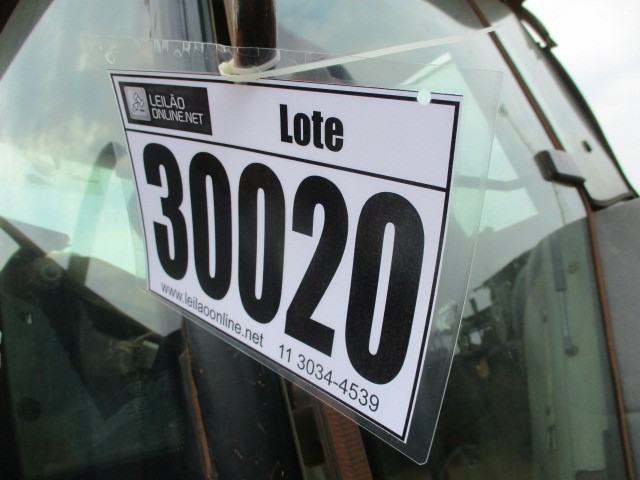 LEILÃO
ONLINE.NET
Lote
30020
www.leilaoonline.net 11 3034-4539